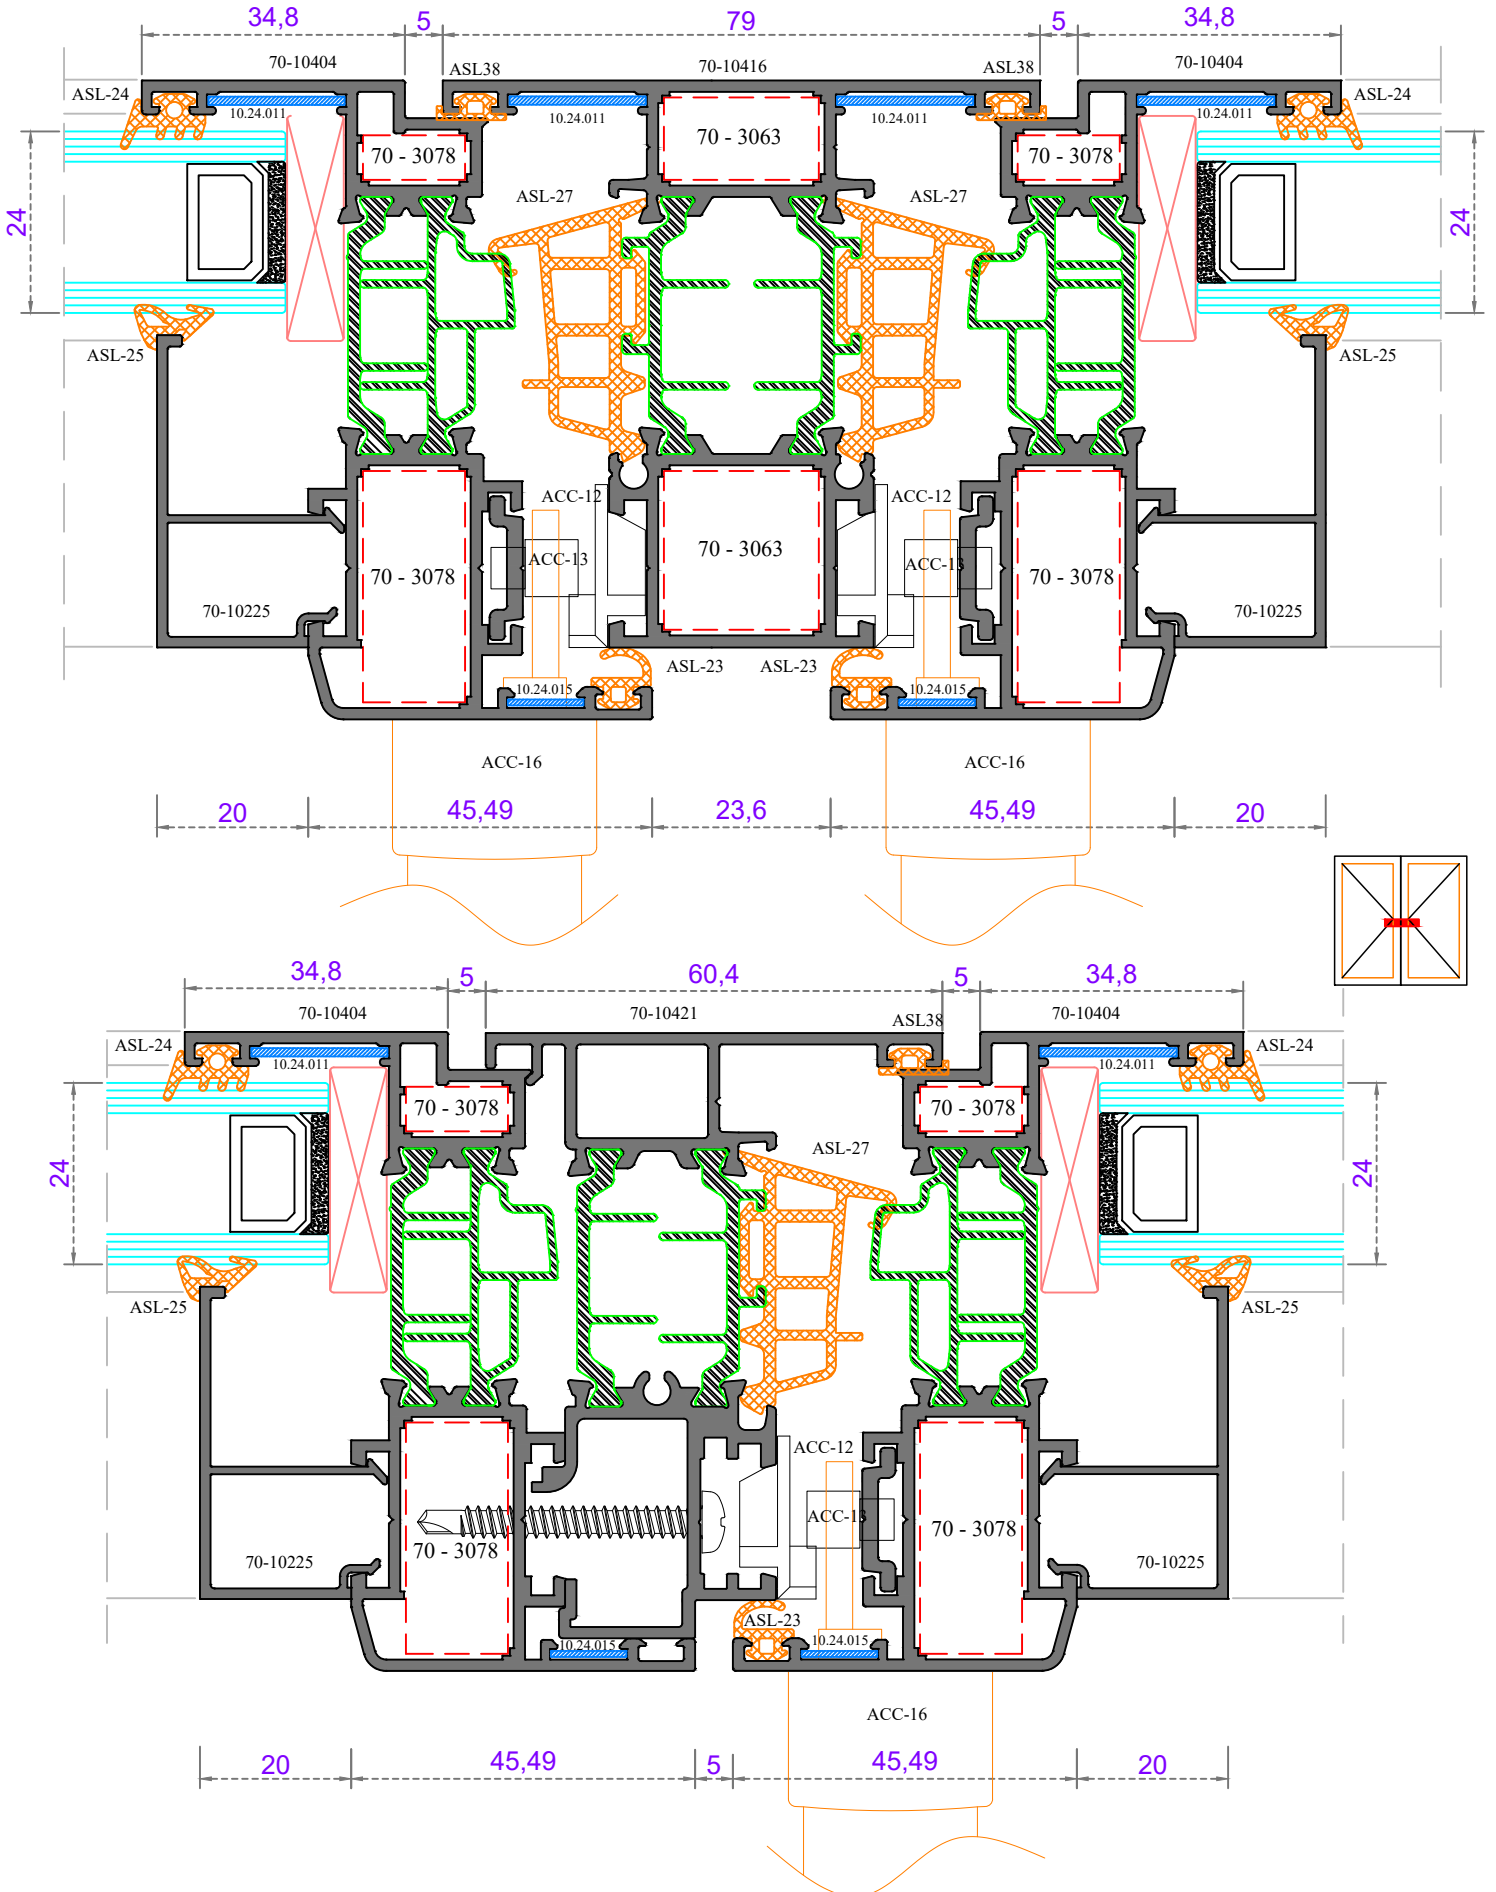 34,8
5
79
5
34,8
70-10404
ASL38
70-10416
ASL38
70-10404
ASL-24
ASL-24
10.24.011
10.24.011
10.24.011
10.24.011
70 - 3078
70 - 3063
70 - 3078
24
24
ASL-27
ASL-27
ASL-25
ASL-25
ACC-12
ACC-12
70 - 3063
ACC-13
ACC-13
70 - 3078
70 - 3078
70-10225
70-10225
ASL-23
ASL-23
10.24.015
10.24.015
ACC-16
ACC-16
20
45,49
23,6
45,49
20
34,8
5
60,4
5
34,8
70-10404
70-10421
ASL38
70-10404
ASL-24
ASL-24
10.24.011
10.24.011
70 - 3078
70 - 3078
24
24
ASL-27
ASL-25
ASL-25
ACC-12
ACC-13
70 - 3078
70 - 3078
70-10225
70-10225
ASL-23
10.24.015
10.24.015
ACC-16
20
45,49
5
45,49
20